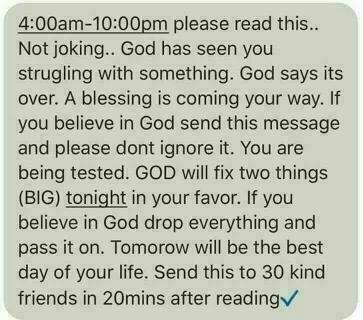 4:00am-10:00pm please read this..
Not joking.. God has seen you
strugling with something. God says its
over. A blessing is coming your way. If
you believe in God send this message
and please dont ignore it. You are
being tested. GOD will fix two things
(BIG) tonight in your favor. If you
believe in God drop everything and
pass it on. Tomorow will be the best
day of your life. Send this to 30 kind
friends in 20mins after reading✓